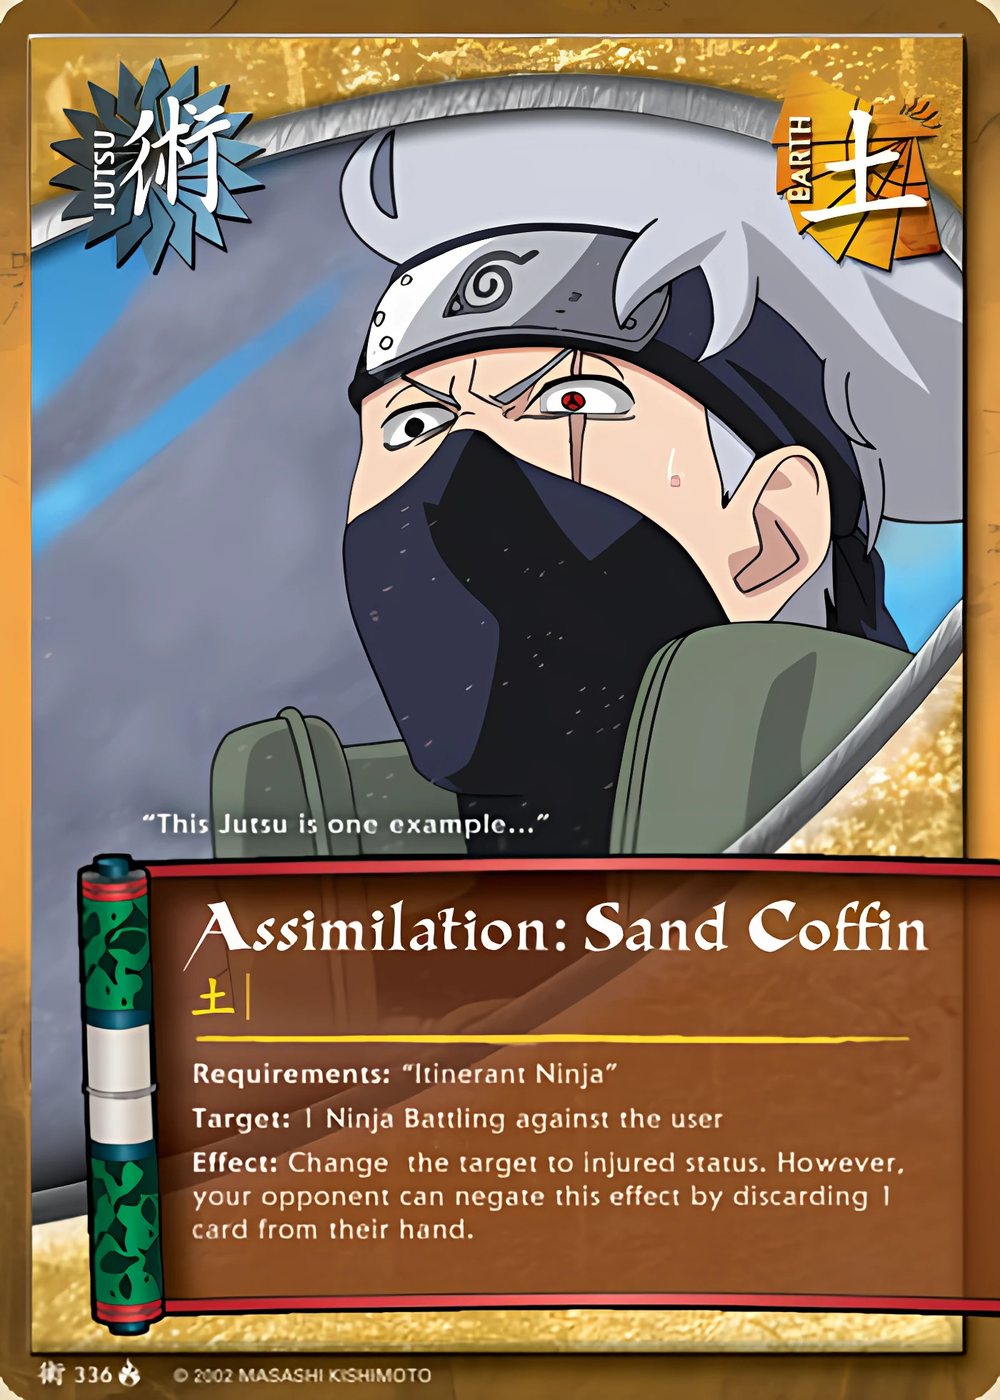 JUTSU 術
EARTH 土
“This Jutsu is one example...”
Assimilation: Sand Coffin
土
Requirements: “Itinerant Ninja”
Target: 1 Ninja Battling against the user
Effect: Change the target to injured status. However,
your opponent can negate this effect by discarding 1
card from their hand.
術 336 © 2002 MASASHI KISHIMOTO